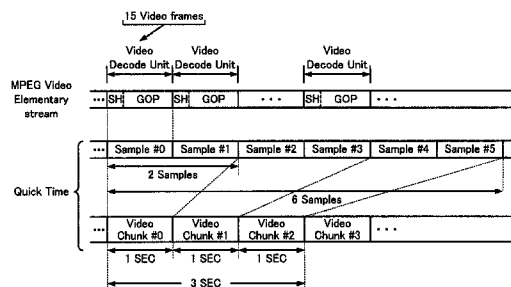 15 Video frames
Video Decode Unit
Video Decode Unit
Video Decode Unit
MPEG Video Elementary stream
··· SH GOP SH GOP ··· SH GOP ···
··· Sample #0 Sample #1 Sample #2 Sample #3 Sample #4 Sample #5
2 Samples
6 Samples
Quick Time
··· Video Chunk #0 Video Chunk #1 Video Chunk #2 Video Chunk #3 ···
1 SEC 1 SEC 1 SEC
3 SEC